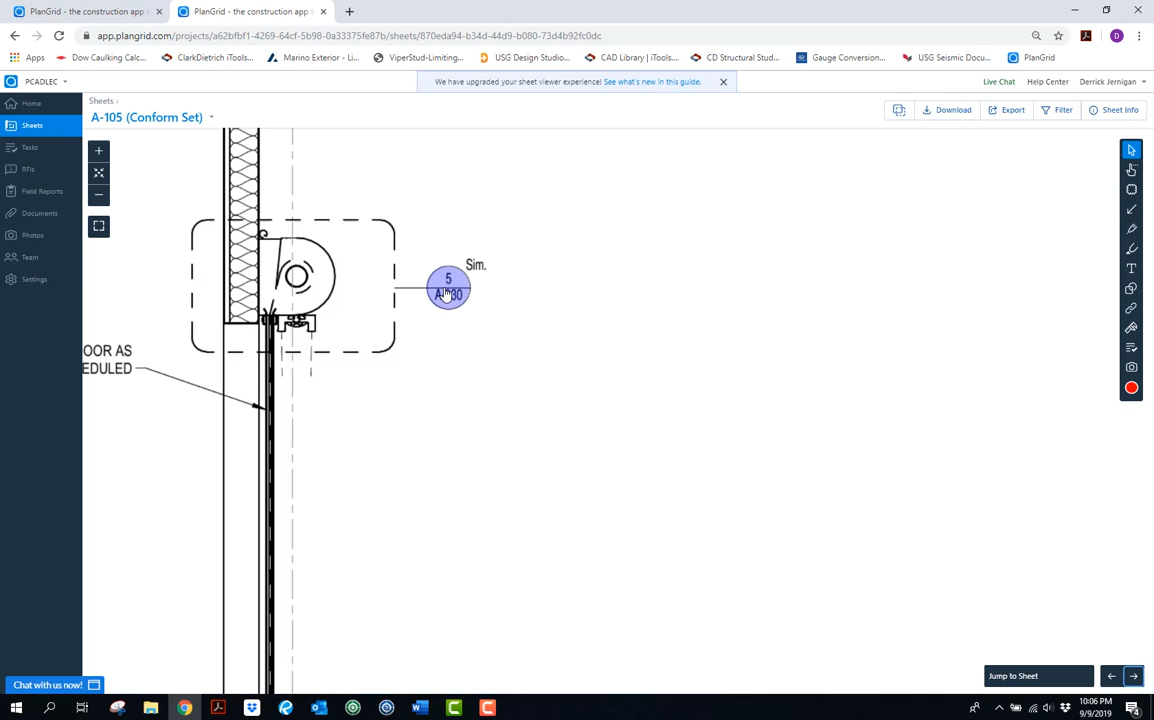 PlanGrid - the construction app
PlanGrid - the construction app
app.plangrid.com/projects/a62bfbf1-4269-64cf-5b98-0a33375fe87b/sheets/870eda94-b34d-44d9-b080-73d4b92fc0dc
Apps
Dow Caulking Calc...
ClarkDietrich iTools...
Marino Exterior - Li...
ViperStud-Limiting...
USG Design Studio...
CAD Library | iTools...
CD Structural Stud...
Gauge Conversion...
USG Seismic Docu...
PlanGrid
PCADLEC
We have upgraded your sheet viewer experience! See what's new in this guide.
Live Chat
Help Center
Derrick Jernigan
Home
Sheets
Tasks
RFIs
Field Reports
Documents
Photos
Team
Settings
Sheets
A-105 (Conform Set)
Download
Export
Filter
Sheet Info
Sim.
5
OOR AS
EDULED
Jump to Sheet
Chat with us now!
10:06 PM
9/9/2019
4
D